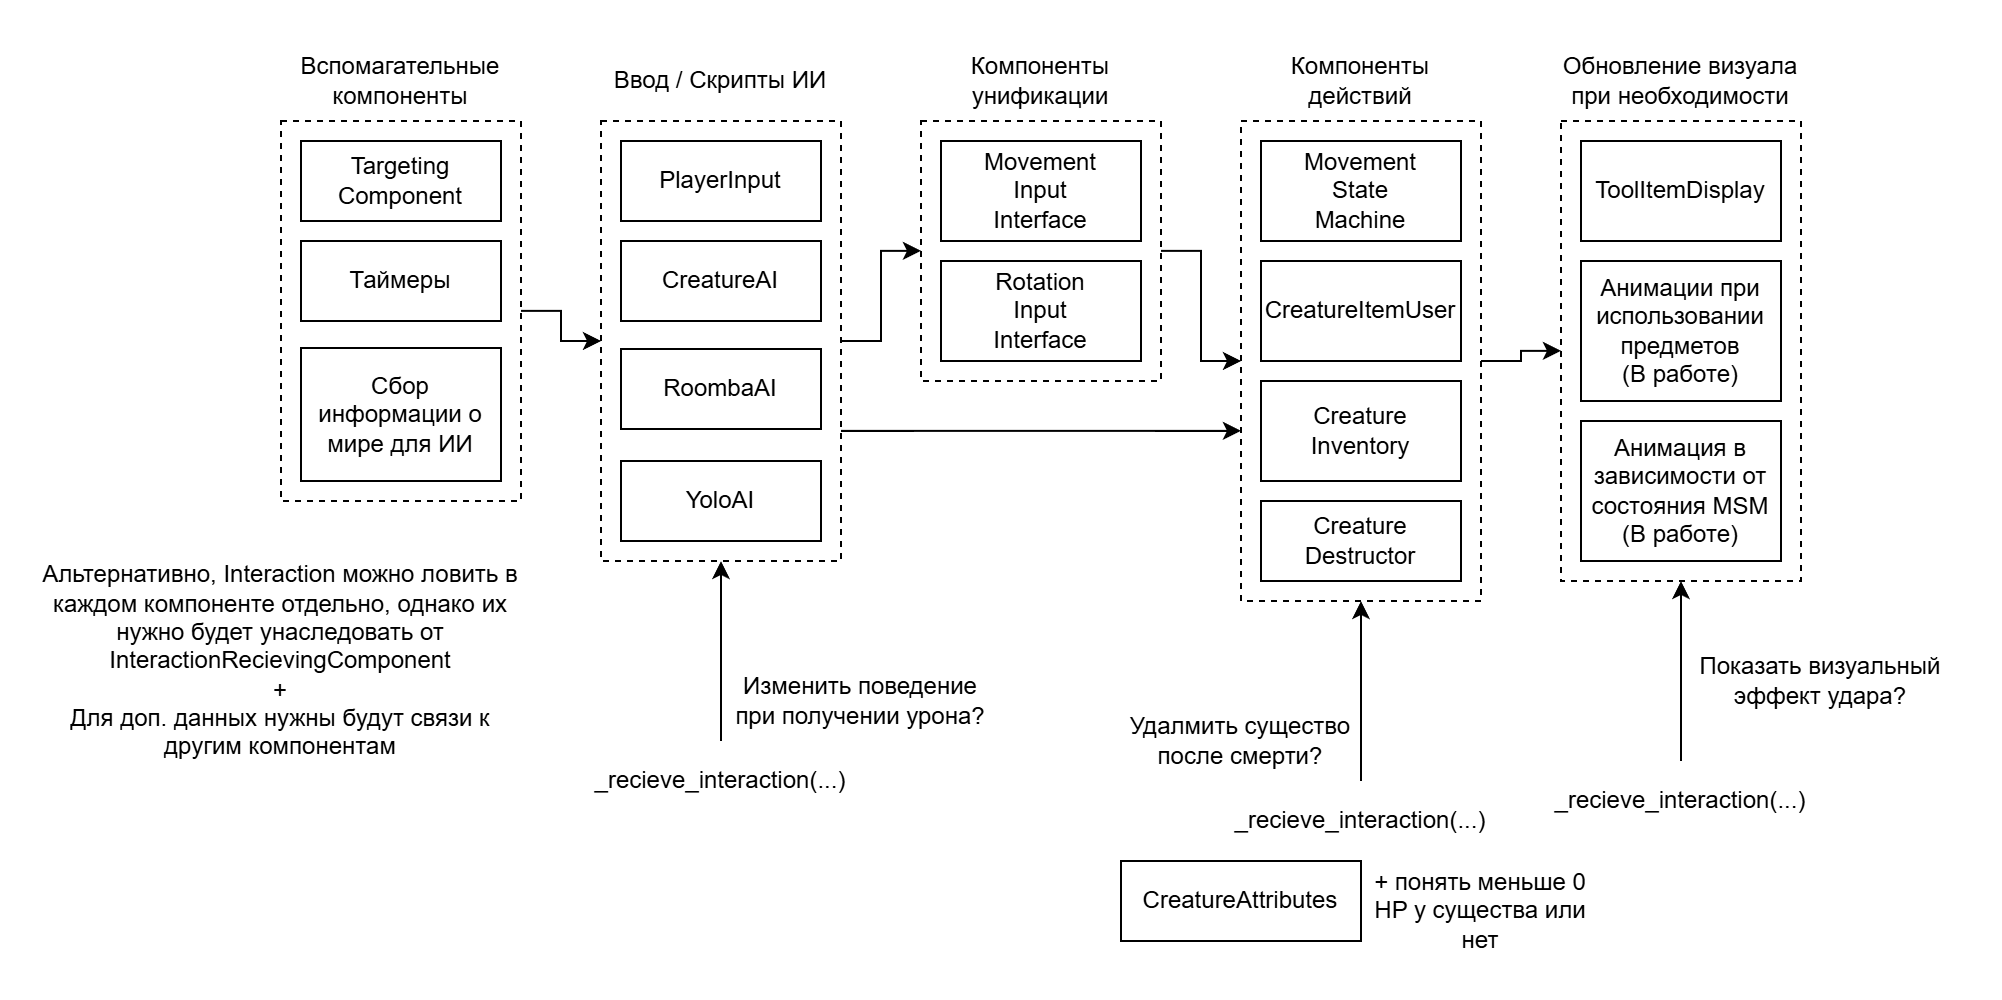 Вспомагательные
компоненты
Targeting
Component
Таймеры
Сбор
информации о
мире для ИИ
Ввод / Скрипты ИИ
PlayerInput
CreatureAI
RoombaAI
YoloAI
Компоненты
унификации
Movement
Input
Interface
Rotation
Input
Interface
Компоненты
действий
Movement
State
Machine
CreatureItemUser
Creature
Inventory
Creature
Destructor
Обновление визуала
при необходимости
ToolItemDisplay
Анимации при
использовании
предметов
(В работе)
Анимация в
зависимости от
состояния MSM
(В работе)
Альтернативно, Interaction можно ловить в
каждом компоненте отдельно, однако их
нужно будет унаследовать от
InteractionRecievingComponent
+
Для доп. данных нужны будут связи к
другим компонентам
Изменить поведение
при получении урона?
_recieve_interaction(...)
Удалмить существо
после смерти?
_recieve_interaction(...)
Показать визуальный
эффект удара?
_recieve_interaction(...)
CreatureAttributes
+ понять меньше 0
HP у существа или
нет